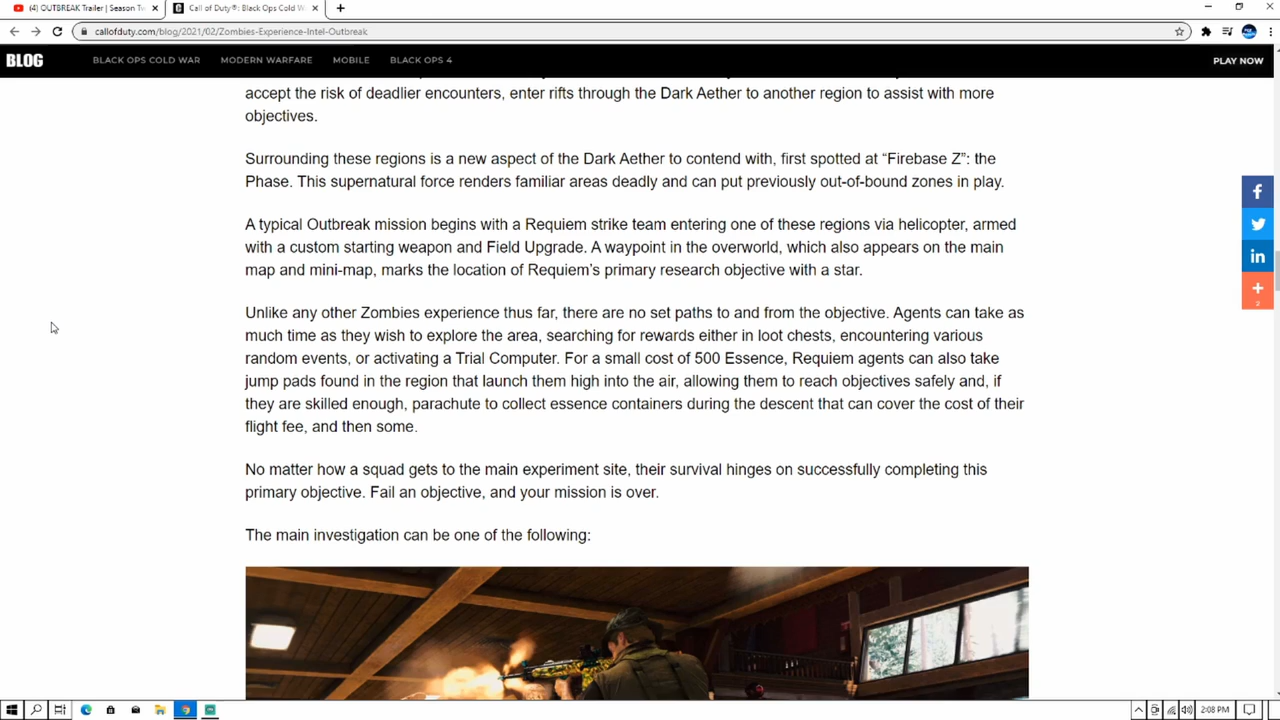 (4) OUTBREAK Trailer | Season Tw
Call of Duty®: Black Ops Cold W
callofduty.com/blog/2021/02/Zombies-Experience-Intel-Outbreak
BLOG
BLACK OPS COLD WAR
MODERN WARFARE
MOBILE
BLACK OPS 4
PLAY NOW
accept the risk of deadlier encounters, enter rifts through the Dark Aether to another region to assist with more
objectives.
Surrounding these regions is a new aspect of the Dark Aether to contend with, first spotted at “Firebase Z”: the
Phase. This supernatural force renders familiar areas deadly and can put previously out-of-bound zones in play.
A typical Outbreak mission begins with a Requiem strike team entering one of these regions via helicopter, armed
with a custom starting weapon and Field Upgrade. A waypoint in the overworld, which also appears on the main
map and mini-map, marks the location of Requiem’s primary research objective with a star.
Unlike any other Zombies experience thus far, there are no set paths to and from the objective. Agents can take as
much time as they wish to explore the area, searching for rewards either in loot chests, encountering various
random events, or activating a Trial Computer. For a small cost of 500 Essence, Requiem agents can also take
jump pads found in the region that launch them high into the air, allowing them to reach objectives safely and, if
they are skilled enough, parachute to collect essence containers during the descent that can cover the cost of their
flight fee, and then some.
No matter how a squad gets to the main experiment site, their survival hinges on successfully completing this
primary objective. Fail an objective, and your mission is over.
The main investigation can be one of the following:
2:08 PM